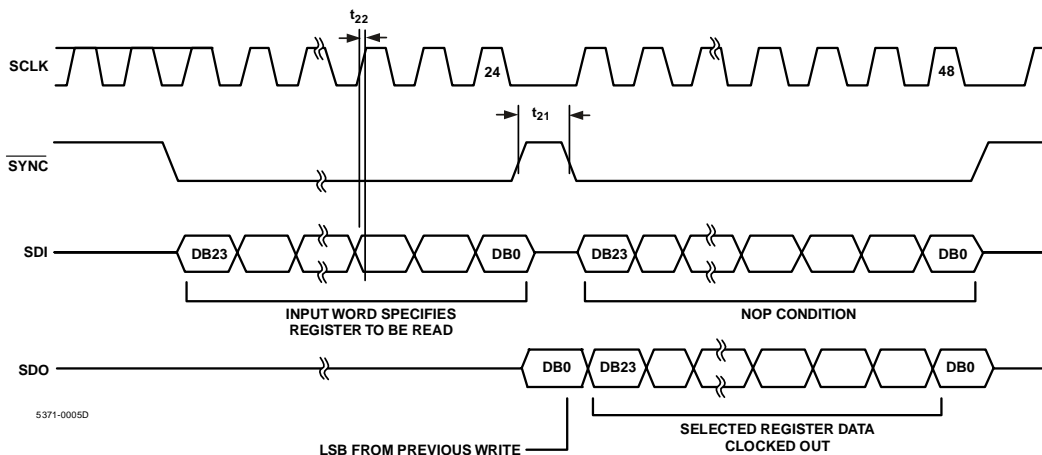 t22
SCLK
24
48
t21
SYNC
SDI
DB23
DB0
DB23
DB0
INPUT WORD SPECIFIES
REGISTER TO BE READ
NOP CONDITION
SDO
DB0
DB23
DB0
5371-0005D
LSB FROM PREVIOUS WRITE
SELECTED REGISTER DATA
CLOCKED OUT